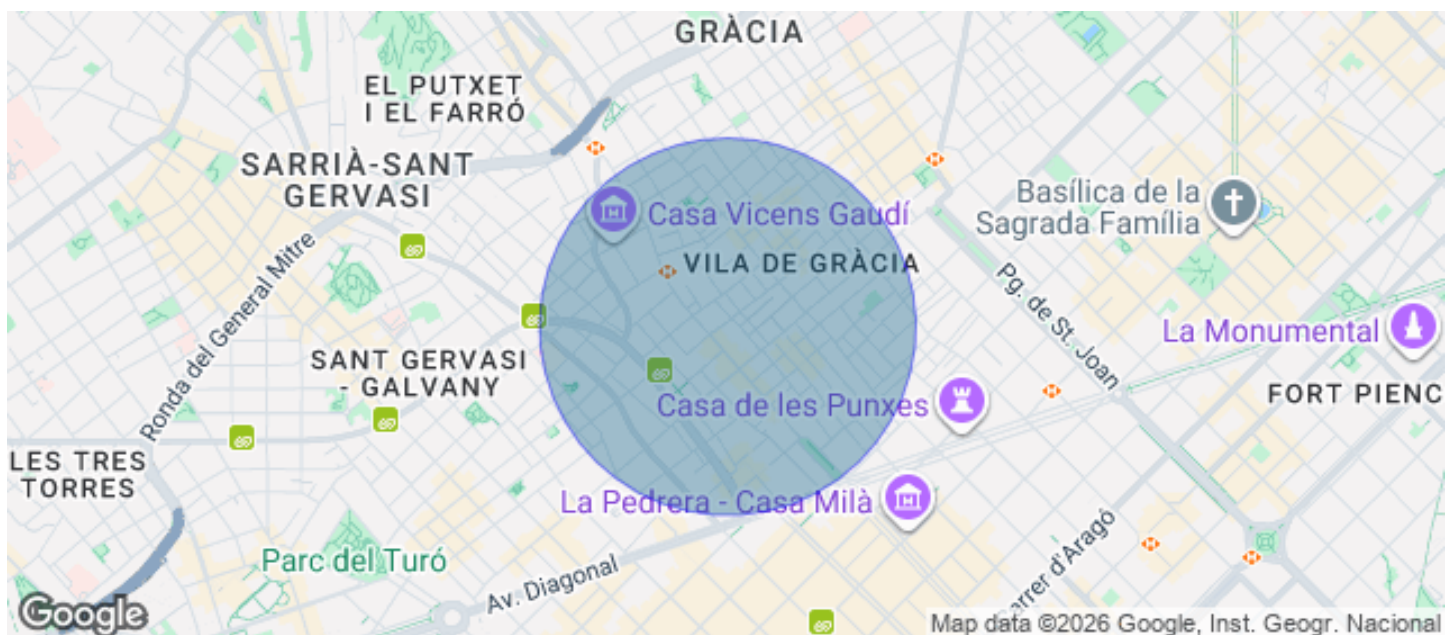 GRÀCIA
EL PUTXET
I EL FARRÓ
SARRIÀ-SANT
GERVASI
Casa Vicens Gaudí
Basílica de la
Sagrada Família
VILA DE GRÀCIA
Ronda del General Mitre
Pg. de St. Joan
La Monumental
SANT GERVASI
- GALVANY
FORT PIENC
Casa de les Punxes
LES TRES
TORRES
La Pedrera - Casa Milà
Parc del Turó
Av. Diagonal
Carrer d'Aragó
Google
Map data ©2026 Google, Inst. Geogr. Nacional